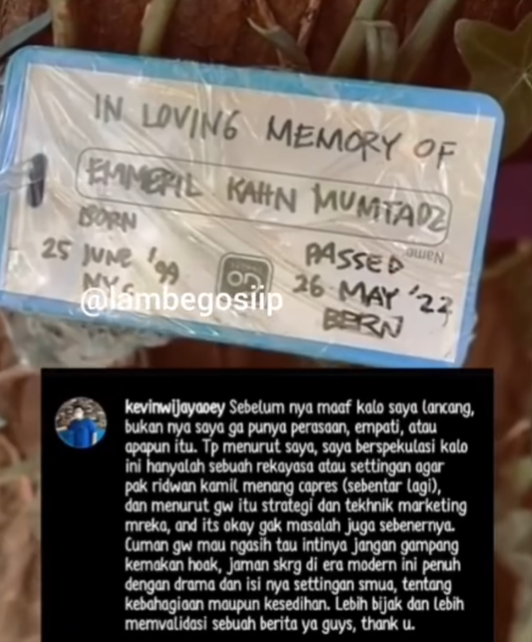 IN LOVING MEMORY OF
EMMERIL KAHN MUMTADZ
Name
BORN
25 JUNE '99
NYC
PASSED
26 MAY '22
BERN
@lambegosiip
kevinwijayaoey Sebelum nya maaf kalo saya lancang,
bukan nya saya ga punya perasaan, empati, atau
apapun itu. Tp menurut saya, saya berspekulasi kalo
ini hanyalah sebuah rekayasa atau settingan agar
pak ridwan kamil menang capres (sebentar lagi),
dan menurut gw itu strategi dan tekhnik marketing
mreka, and its okay gak masalah juga sebenernya.
Cuman gw mau ngasih tau intinya jangan gampang
kemakan hoak, jaman skrg di era modern ini penuh
dengan drama dan isi nya settingan smua, tentang
kebahagiaan maupun kesedihan. Lebih bijak dan lebih
memvalidasi sebuah berita ya guys, thank u.